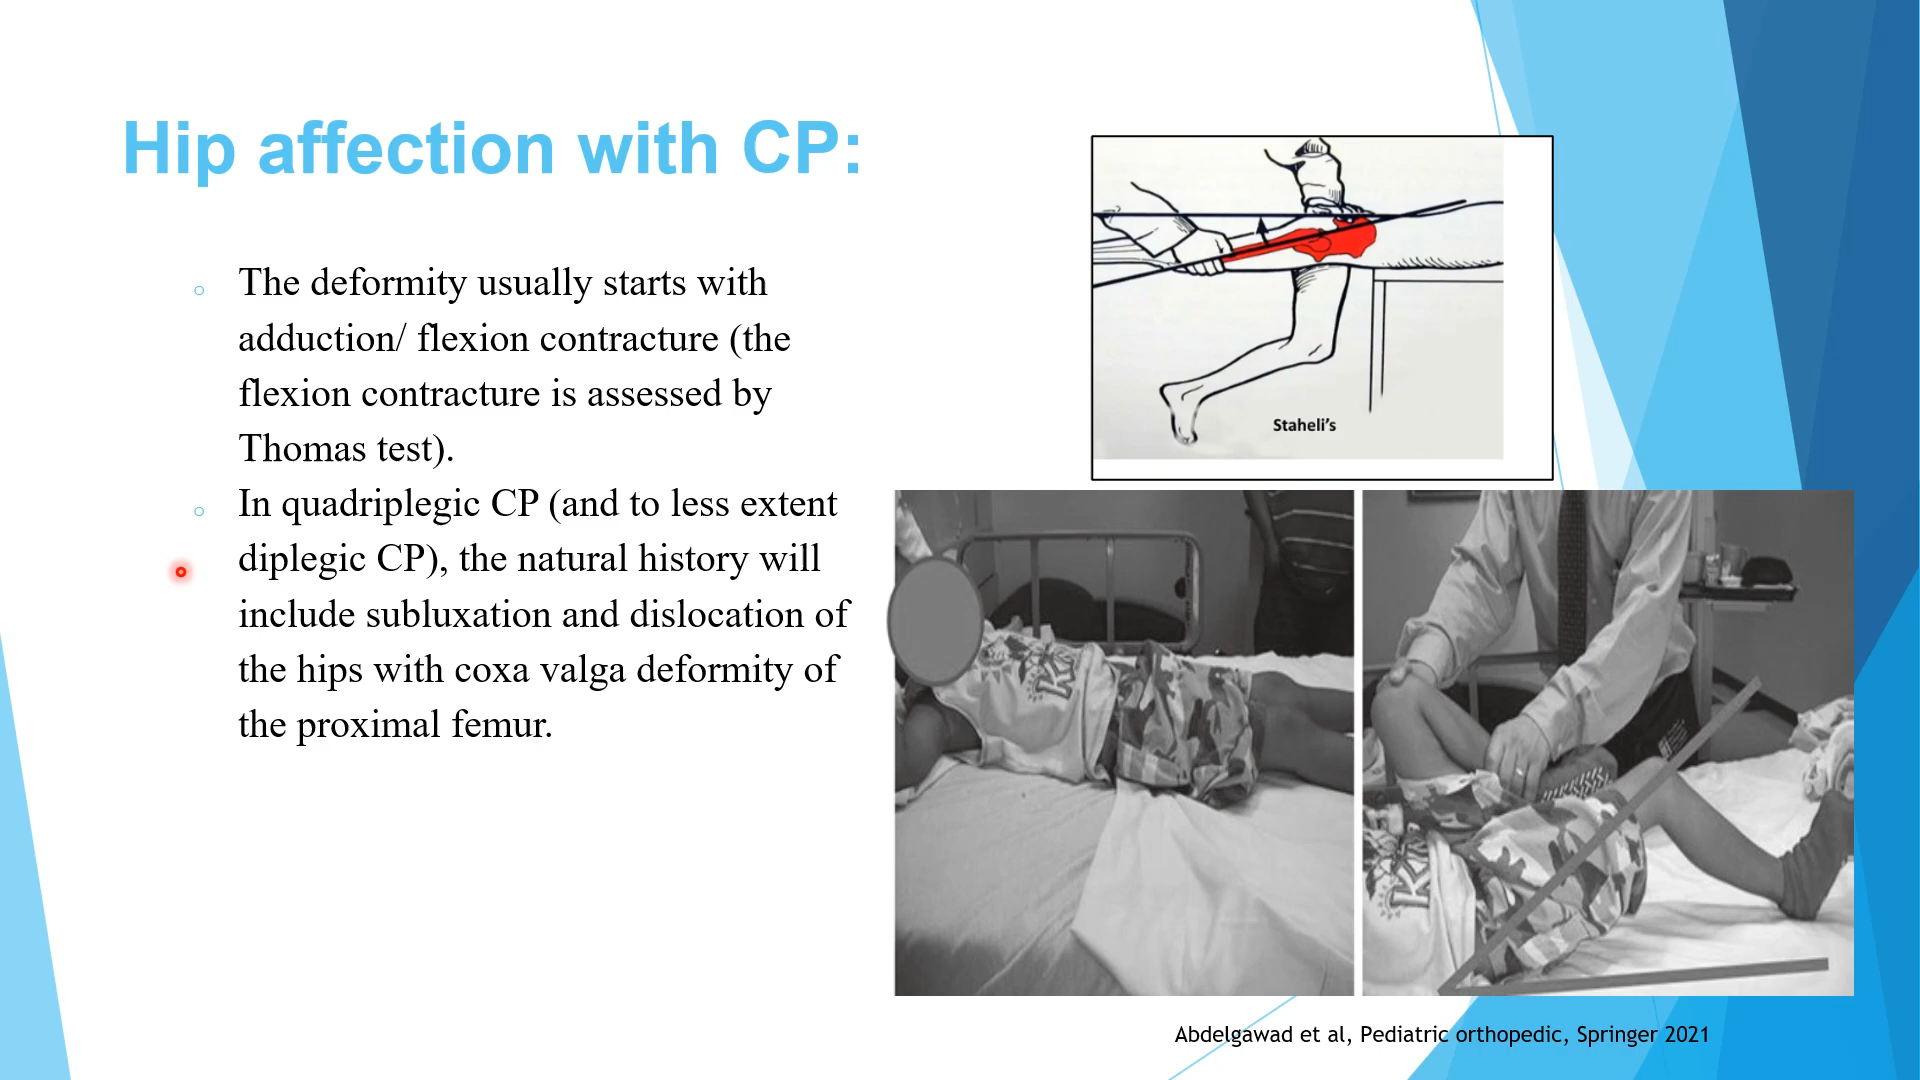 Hip affection with CP:
The deformity usually starts with
adduction/ flexion contracture (the
flexion contracture is assessed by
Thomas test).
In quadriplegic CP (and to less extent
diplegic CP), the natural history will
include subluxation and dislocation of
the hips with coxa valga deformity of
the proximal femur.
Staheli's
Abdelgawad et al, Pediatric orthopedic, Springer 2021